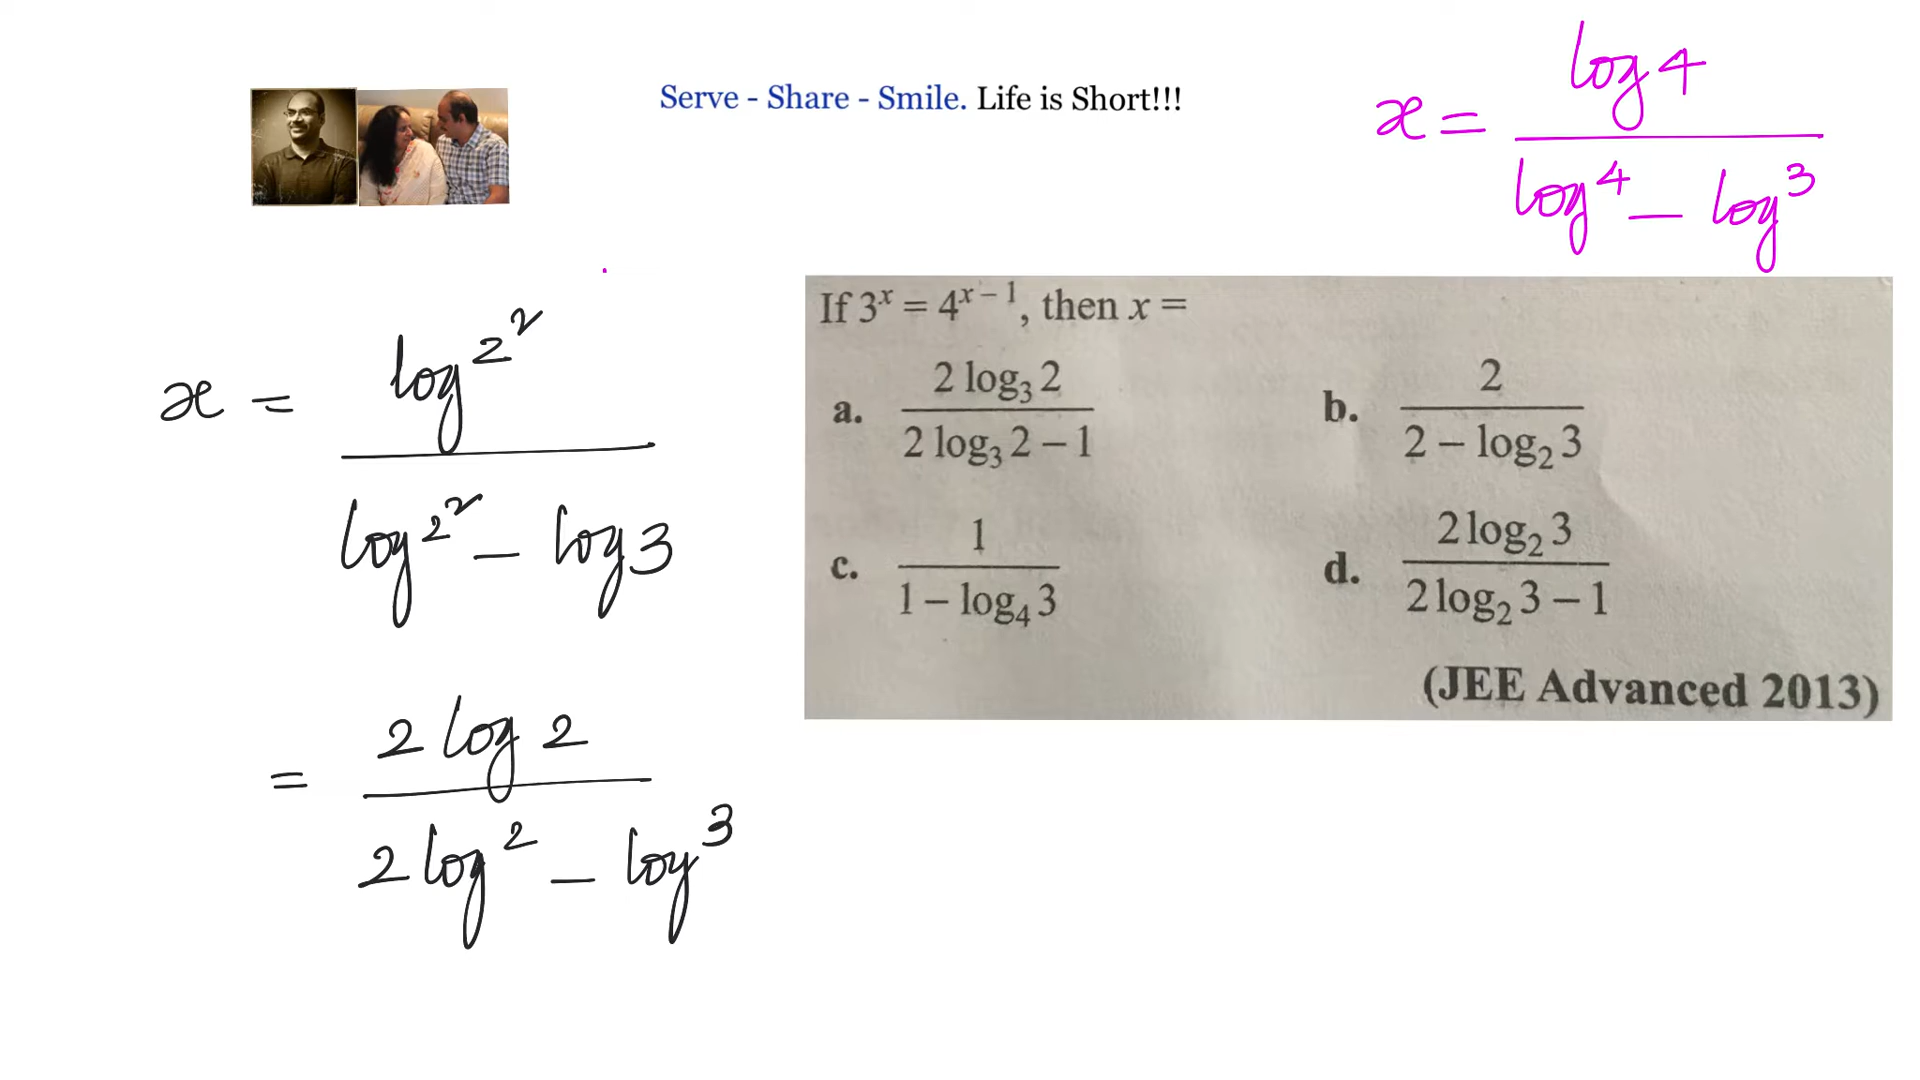 Serve - Share - Smile. Life is Short!!!
x = log 4 / (log 4 - log 3)
If 3^x = 4^(x - 1), then x =
a. (2 log₃ 2) / (2 log₃ 2 - 1)
b. 2 / (2 - log₂ 3)
c. 1 / (1 - log₄ 3)
d. (2 log₂ 3) / (2 log₂ 3 - 1)
(JEE Advanced 2013)
x = log 2² / (log 2² - log 3)
= 2 log 2 / (2 log 2 - log 3)